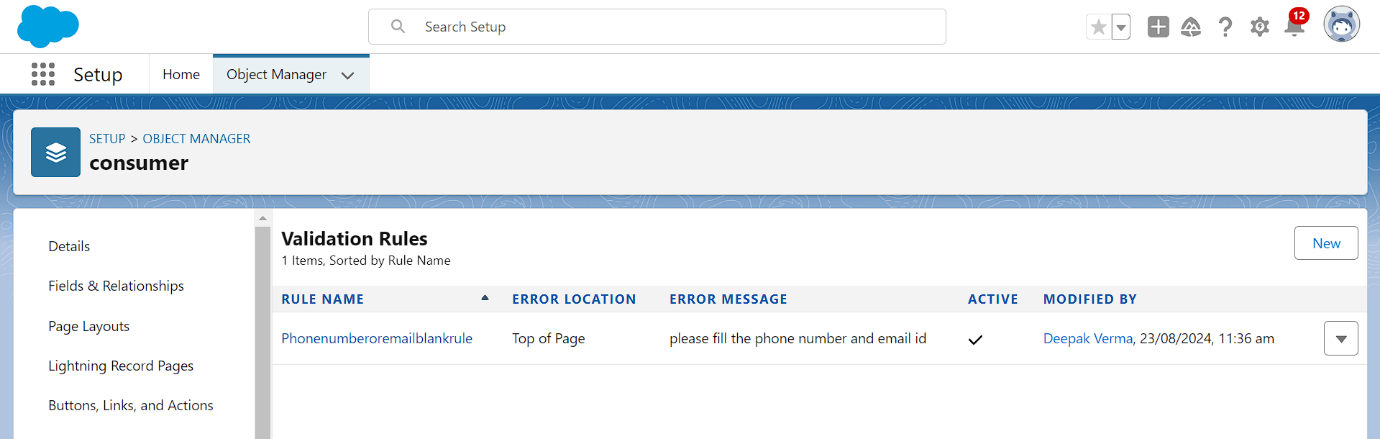 Search Setup
12
Setup Home Object Manager
SETUP > OBJECT MANAGER
consumer
Details
Fields & Relationships
Page Layouts
Lightning Record Pages
Buttons, Links, and Actions
Validation Rules
1 Items, Sorted by Rule Name
New
RULE NAME ERROR LOCATION ERROR MESSAGE ACTIVE MODIFIED BY
Phonenumberoremailblankrule Top of Page please fill the phone number and email id Deepak Verma, 23/08/2024, 11:36 am